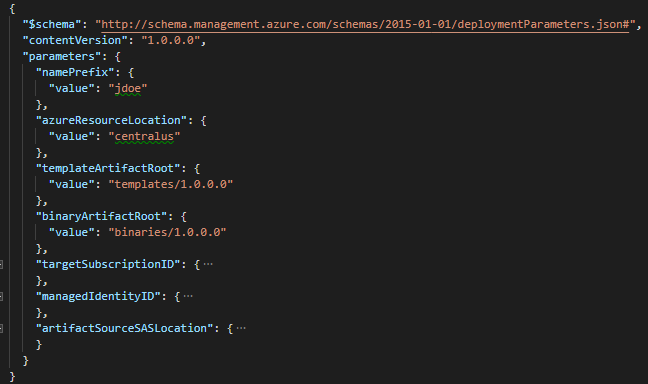 {
"$schema": "http://schema.management.azure.com/schemas/2015-01-01/deploymentParameters.json#",
"contentVersion": "1.0.0.0",
"parameters": {
"namePrefix": {
"value": "jdoe"
},
"azureResourceLocation": {
"value": "centralus"
},
"templateArtifactRoot": {
"value": "templates/1.0.0.0"
},
"binaryArtifactRoot": {
"value": "binaries/1.0.0.0"
},
"targetSubscriptionID": {···
},
"managedIdentityID": {···
},
"artifactSourceSASLocation": {···
}
}
}